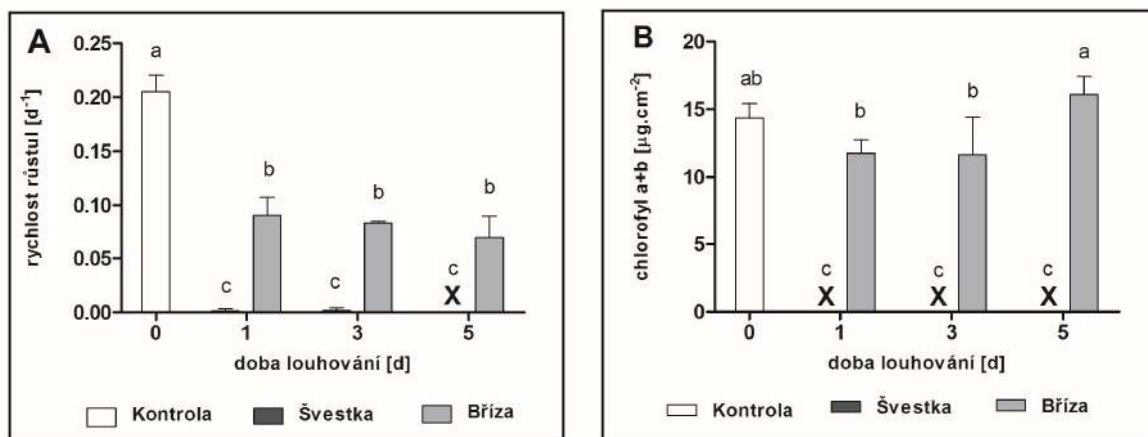 A
rychlost růstuI [d⁻¹]
0.25
0.20
0.15
0.10
0.05
0.00
a
c
b
c
b
c
X
b
0
1
3
5
doba louhování [d]
Kontrola
Švestka
Bříza
B
chlorofyl a+b [µg.cm⁻²]
20
15
10
5
0
ab
c
X
b
c
X
b
c
X
a
0
1
3
5
doba louhování [d]
Kontrola
Švestka
Bříza